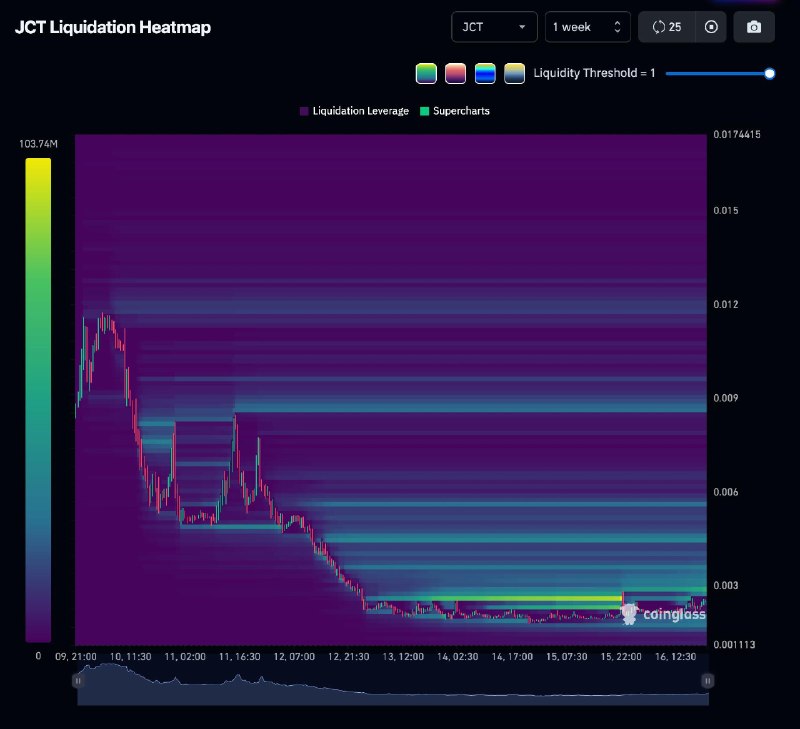 JCT Liquidation Heatmap
JCT
1 week
25
Liquidity Threshold = 1
Liquidation Leverage
Supercharts
103.74M
0
0.0174415
0.015
0.012
0.009
0.006
0.003
0.001113
coinglass
09, 21:00 10, 11:30 11, 02:00 11, 16:30 12, 07:00 12, 21:30 13, 12:00 14, 02:30 14, 17:00 15, 07:30 15, 22:00 16, 12:30